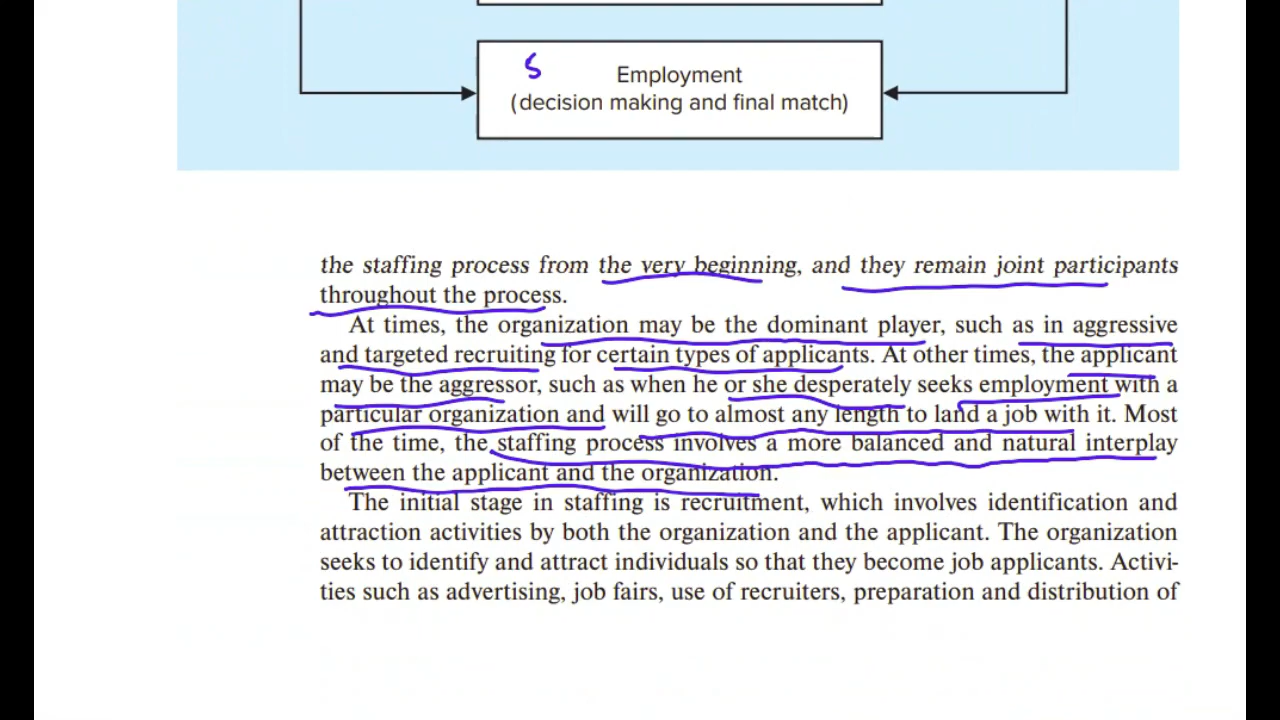 S
Employment
(decision making and final match)
the staffing process from the very beginning, and they remain joint participants
throughout the process.
At times, the organization may be the dominant player, such as in aggressive
and targeted recruiting for certain types of applicants. At other times, the applicant
may be the aggressor, such as when he or she desperately seeks employment with a
particular organization and will go to almost any length to land a job with it. Most
of the time, the staffing process involves a more balanced and natural interplay
between the applicant and the organization.
The initial stage in staffing is recruitment, which involves identification and
attraction activities by both the organization and the applicant. The organization
seeks to identify and attract individuals so that they become job applicants. Activi-
ties such as advertising, job fairs, use of recruiters, preparation and distribution of